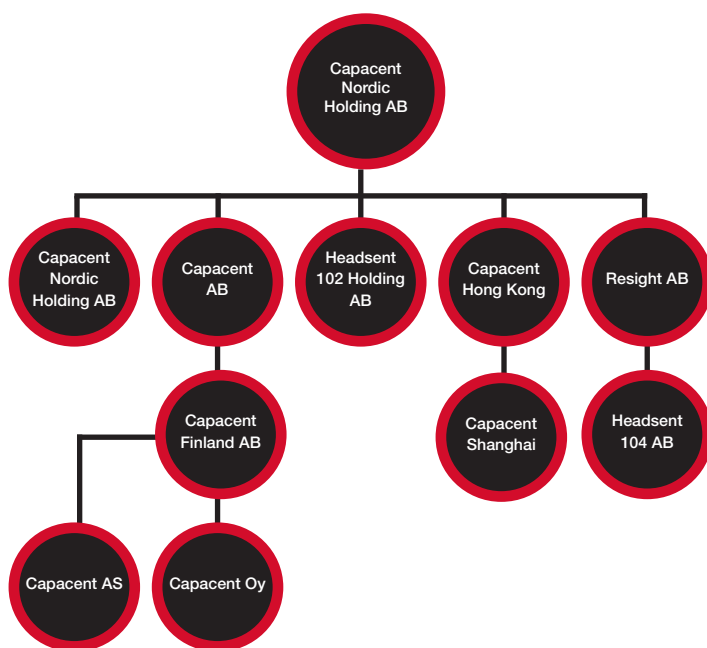 Capacent
Nordic
Holding AB
Capacent
Nordic
Holding AB
Capacent
AB
Headsent
102 Holding
AB
Capacent
Hong Kong
Resight AB
Capacent
Finland AB
Capacent
Shanghai
Headsent
104 AB
Capacent AS
Capacent Oy